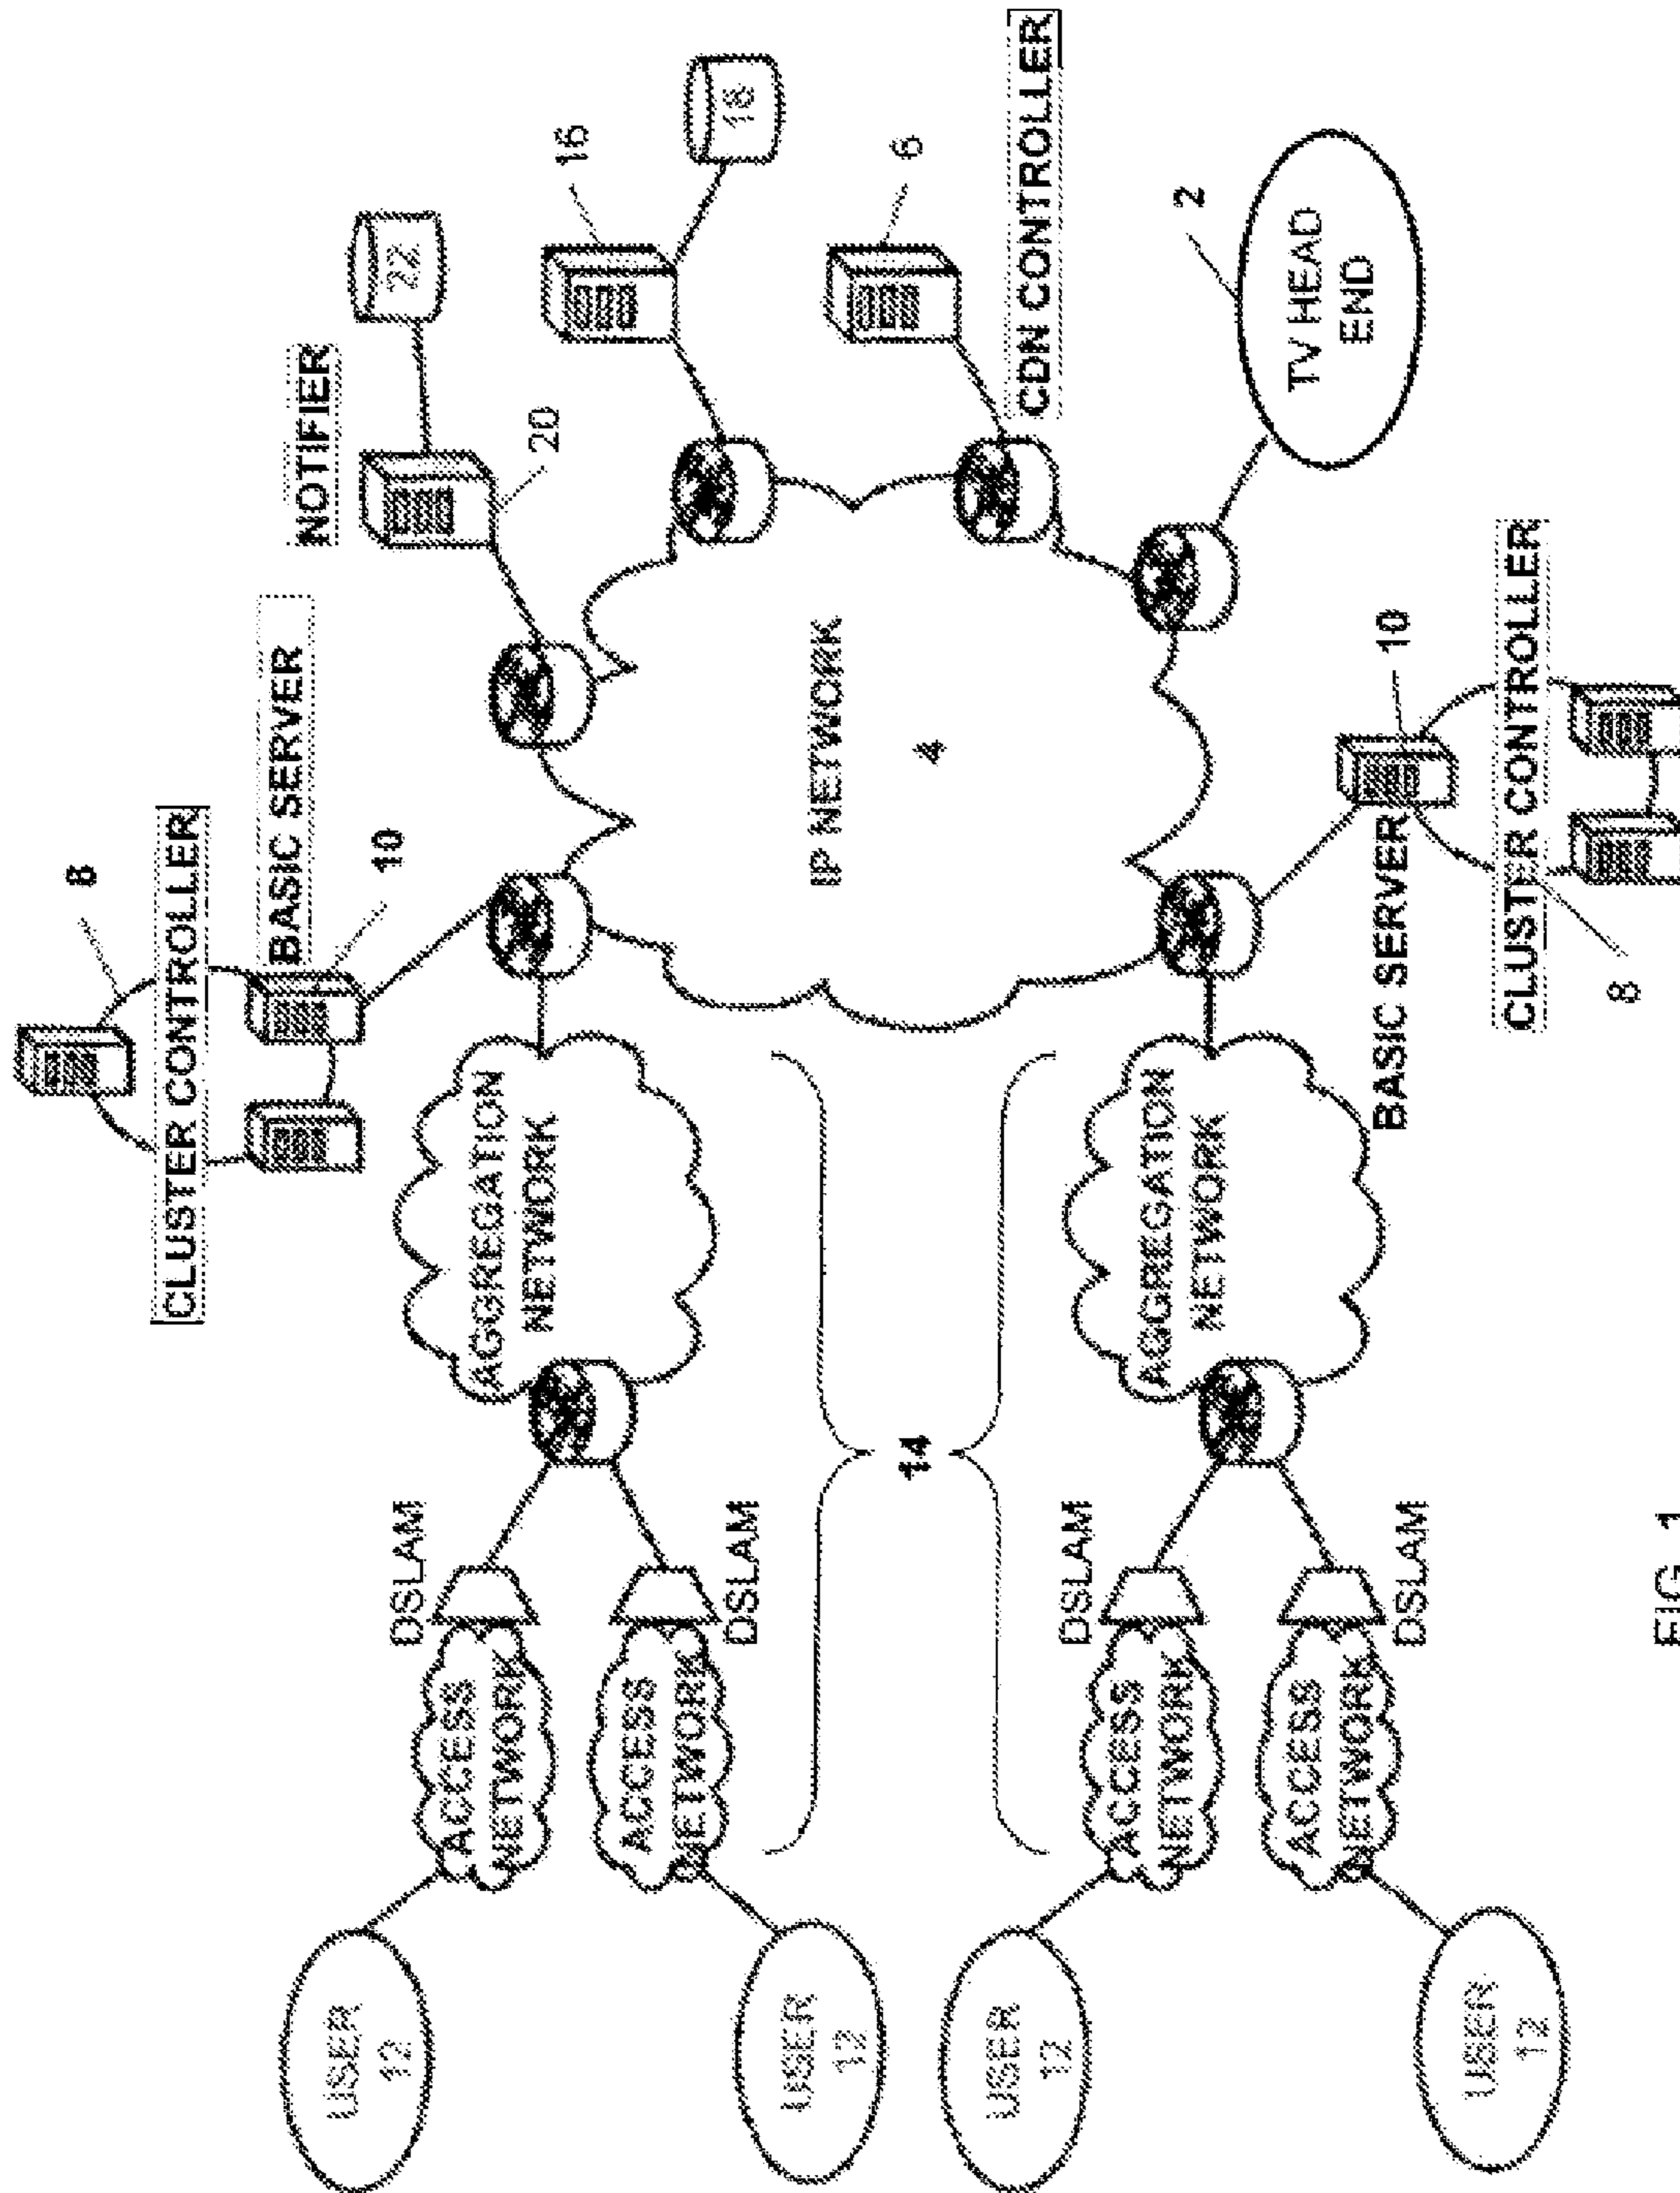 8
CLUSTER CONTROLLER
BASIC SERVER
10
NOTIFIER
22
20
16
18
6
CDN CONTROLLER
2
TV HEAD
END
IP NETWORK
4
AGGREGATION
NETWORK
DSLAM
ACCESS
NETWORK
ACCESS
NETWORK
DSLAM
USER
12
USER
12
14
AGGREGATION
NETWORK
DSLAM
ACCESS
NETWORK
ACCESS
NETWORK
DSLAM
USER
12
USER
12
BASIC SERVER
10
CLUSTER CONTROLLER
8
FIG. 1